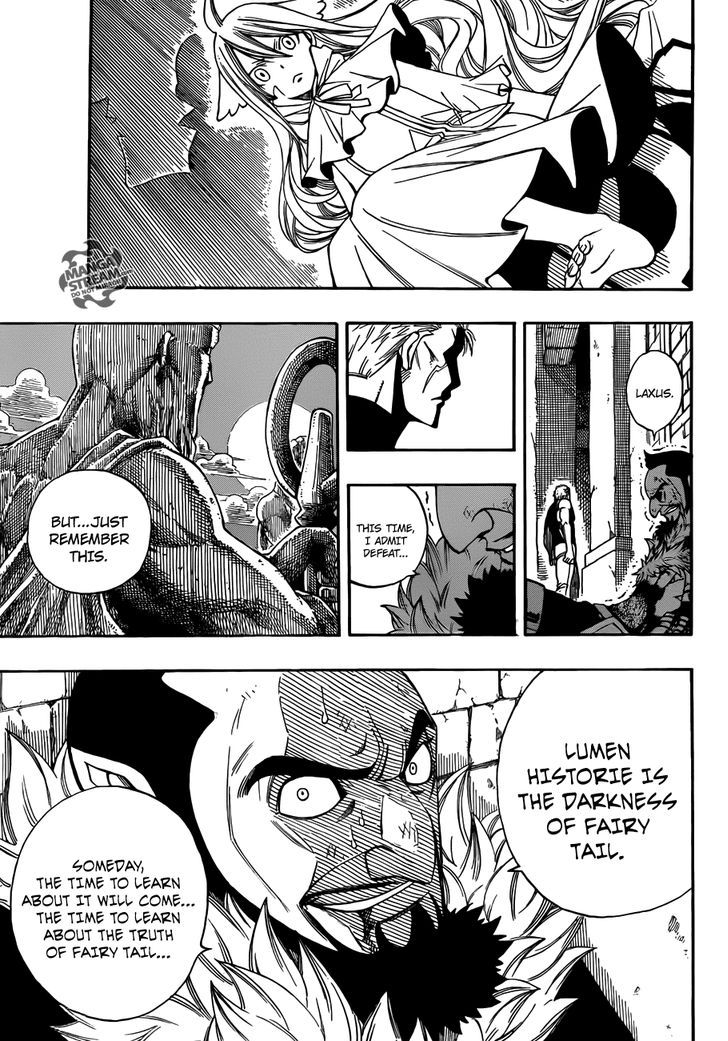 MANGA
STREAM
LAXUS.
THIS TIME,
I ADMIT
DEFEAT...
BUT...JUST
REMEMBER
THIS.
LUMEN
HISTORIE IS
THE DARKNESS
OF FAIRY
TAIL.
SOMEDAY,
THE TIME TO LEARN
ABOUT IT WILL COME...
THE TIME TO LEARN
ABOUT THE TRUTH
OF FAIRY TAIL...